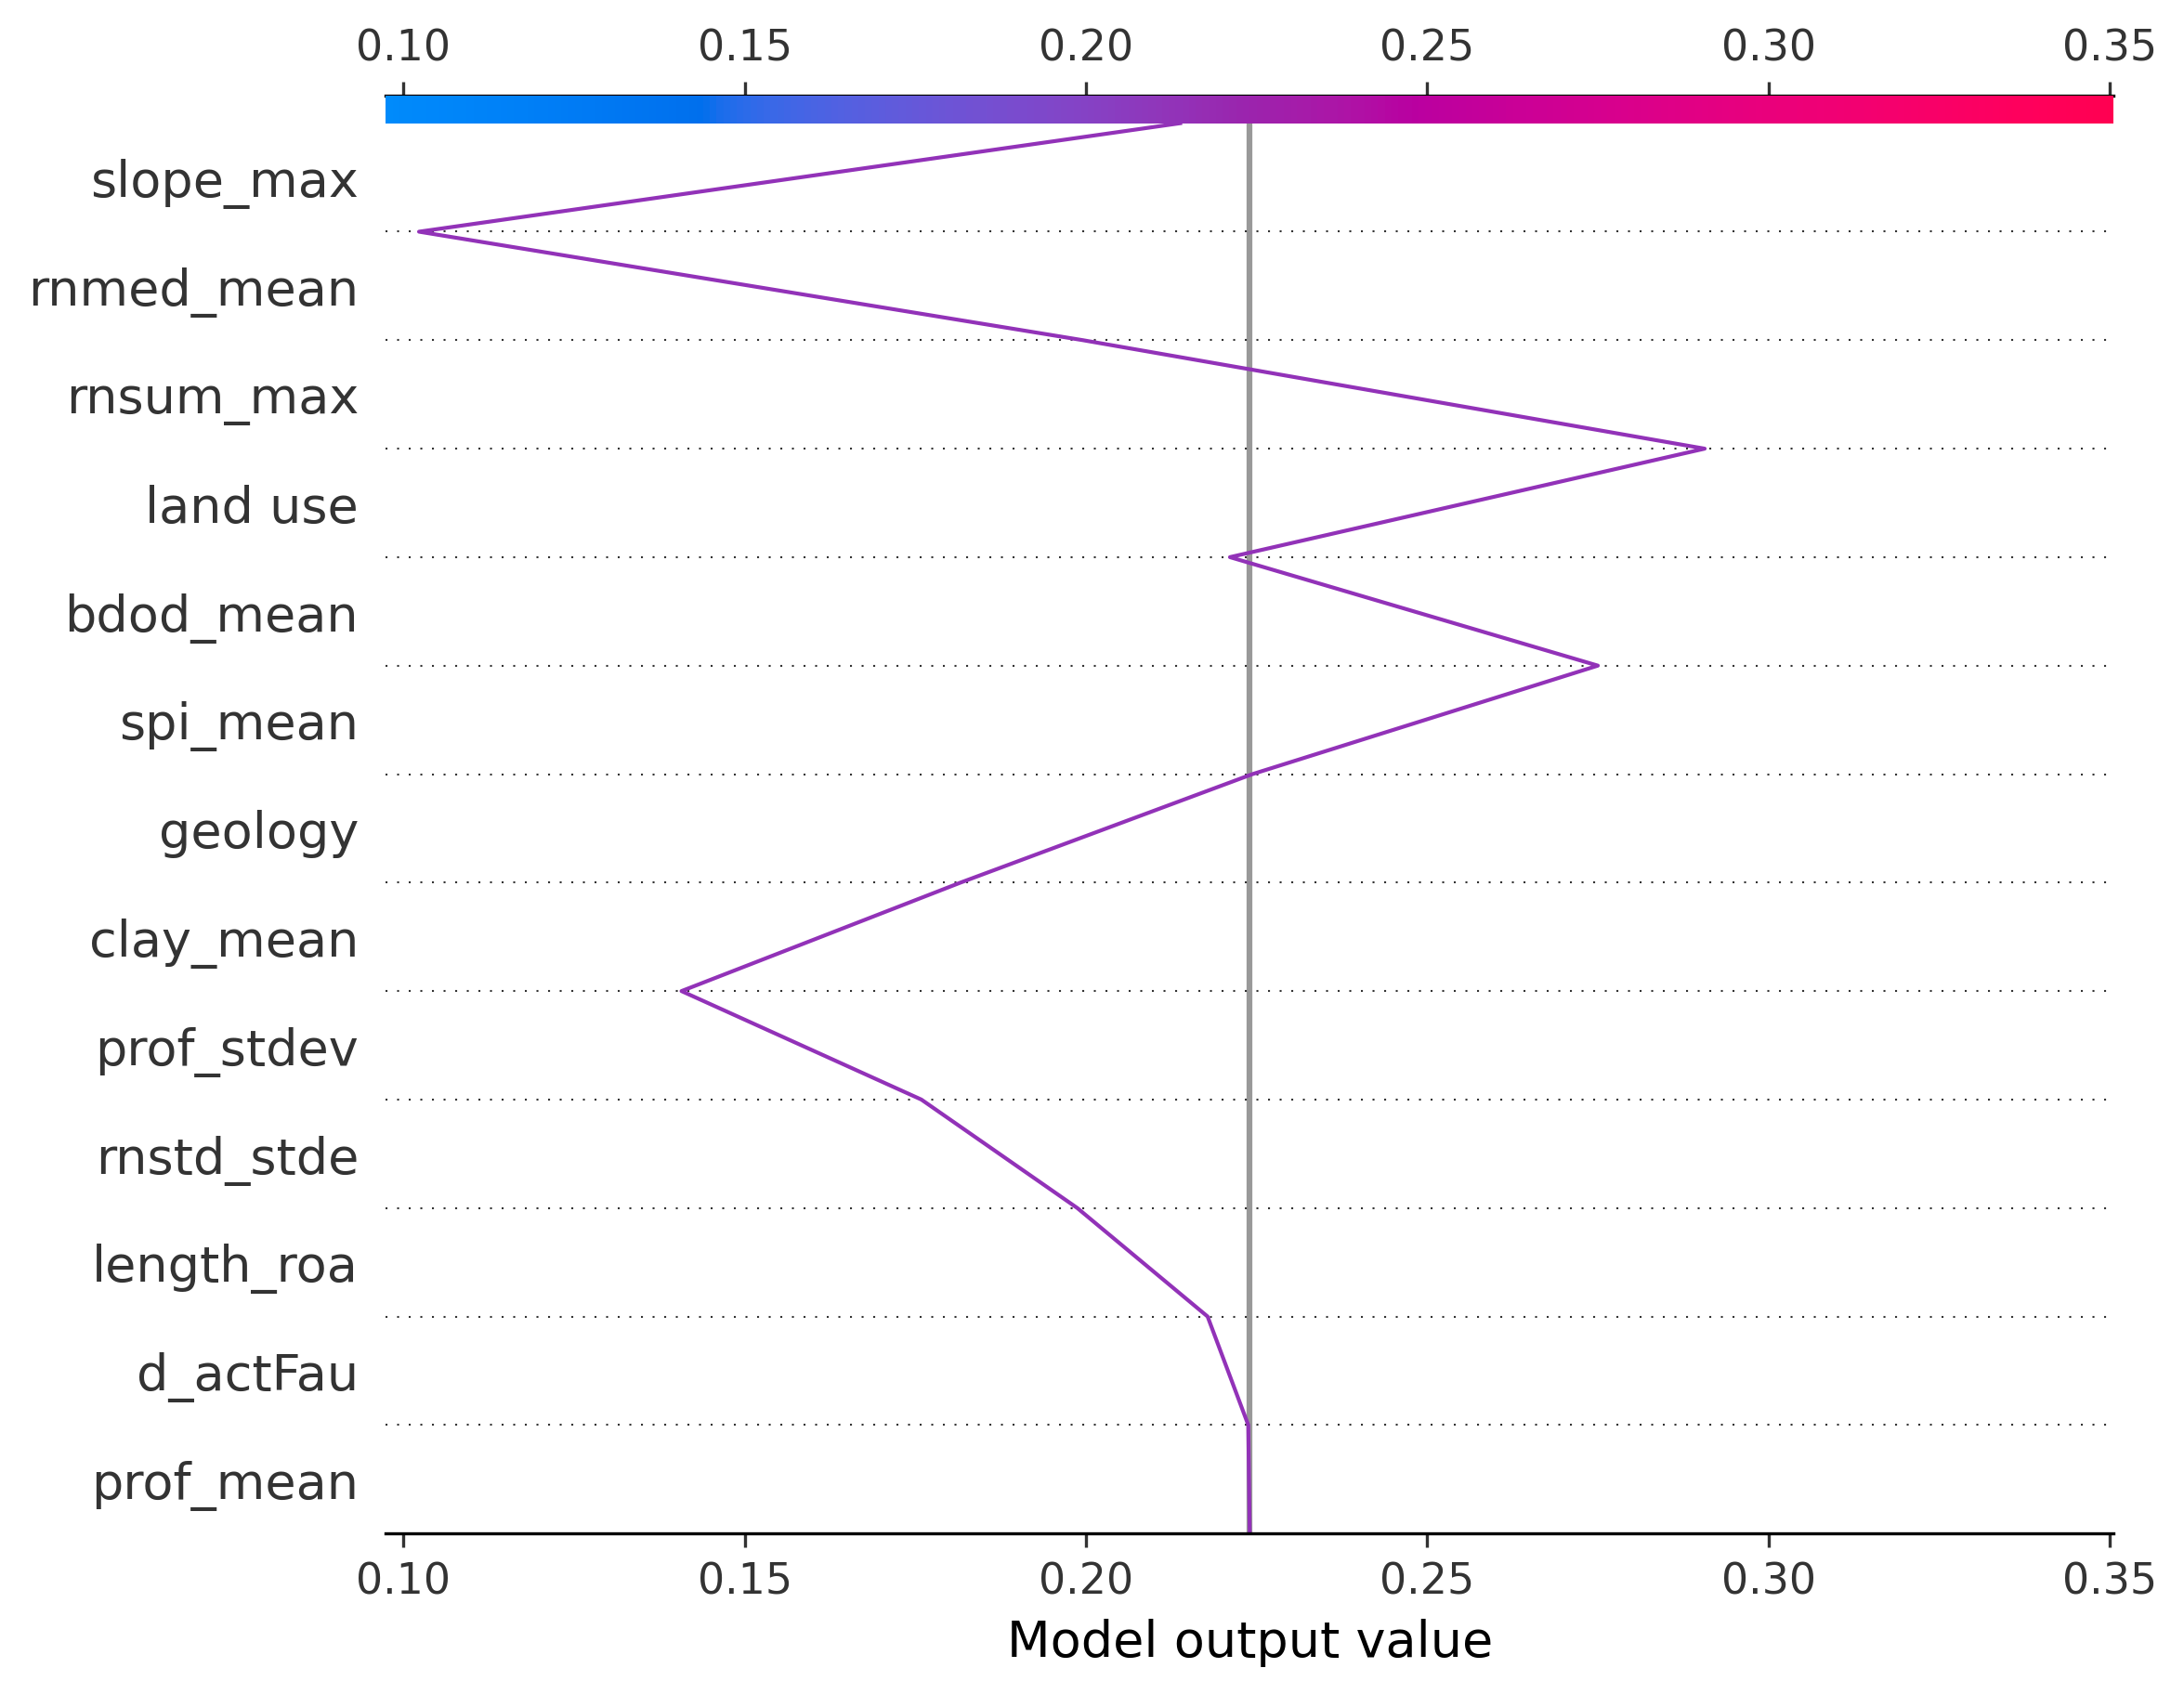 0.10 0.15 0.20 0.25 0.30 0.35
slope_max
rnmed_mean
rnsum_max
land use
bdod_mean
spi_mean
geology
clay_mean
prof_stdev
rnstd_stde
length_roa
d_actFau
prof_mean
0.10 0.15 0.20 0.25 0.30 0.35
Model output value